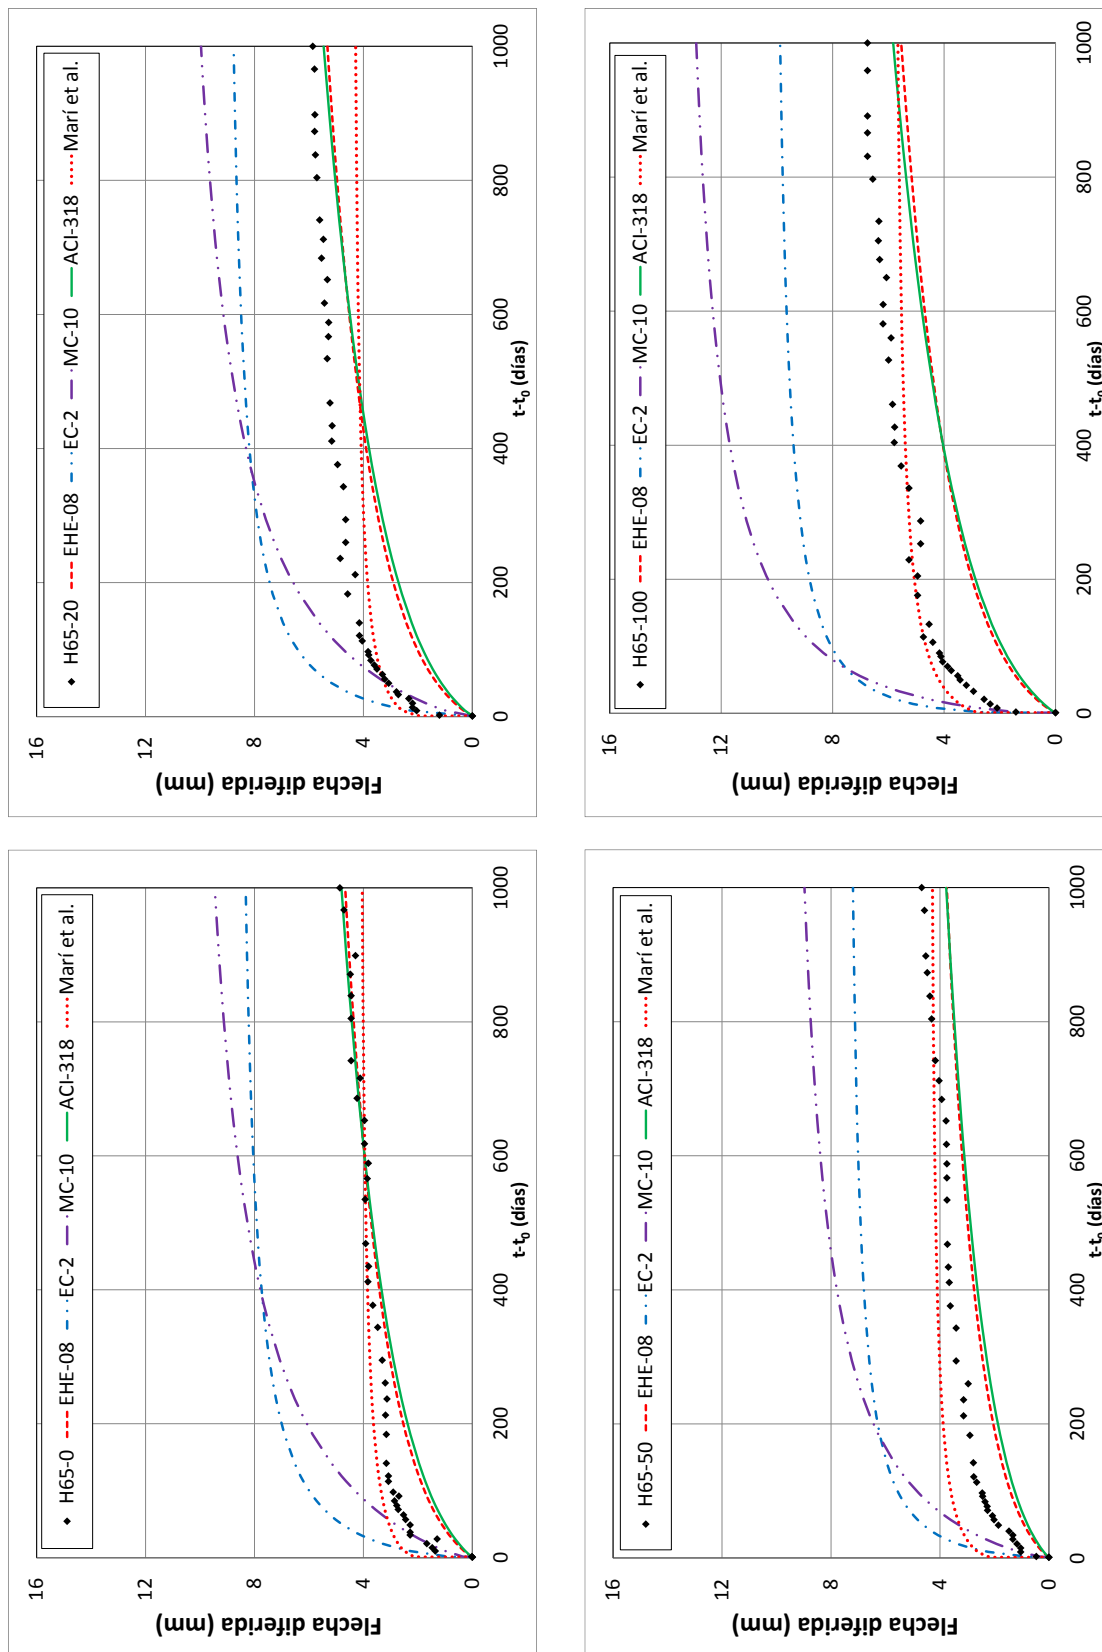 H65-0 EHE-08 EC-2 MC-10 ACI-318 Marí et al.
Flecha diferida (mm)
16
12
8
4
0
0 200 400 600 800 1000
t-t₀ (días)
H65-20 EHE-08 EC-2 MC-10 ACI-318 Marí et al.
Flecha diferida (mm)
16
12
8
4
0
0 200 400 600 800 1000
t-t₀ (días)
H65-50 EHE-08 EC-2 MC-10 ACI-318 Marí et al.
Flecha diferida (mm)
16
12
8
4
0
0 200 400 600 800 1000
t-t₀ (días)
H65-100 EHE-08 EC-2 MC-10 ACI-318 Marí et al.
Flecha diferida (mm)
16
12
8
4
0
0 200 400 600 800 1000
t-t₀ (días)